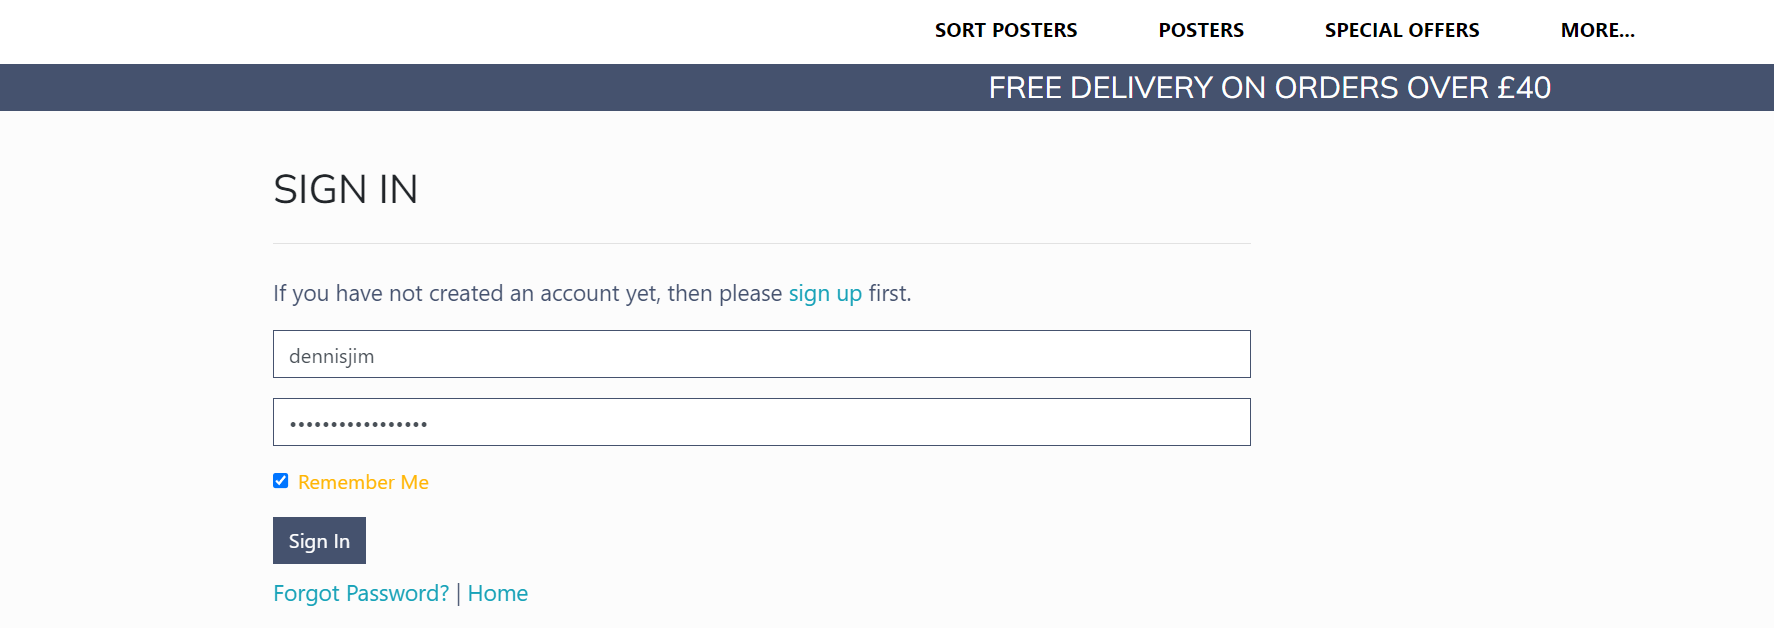 SORT POSTERS POSTERS SPECIAL OFFERS MORE...
FREE DELIVERY ON ORDERS OVER £40
SIGN IN
If you have not created an account yet, then please sign up first.
dennisjim
•••••••••••••••••
Remember Me
Sign In
Forgot Password? | Home